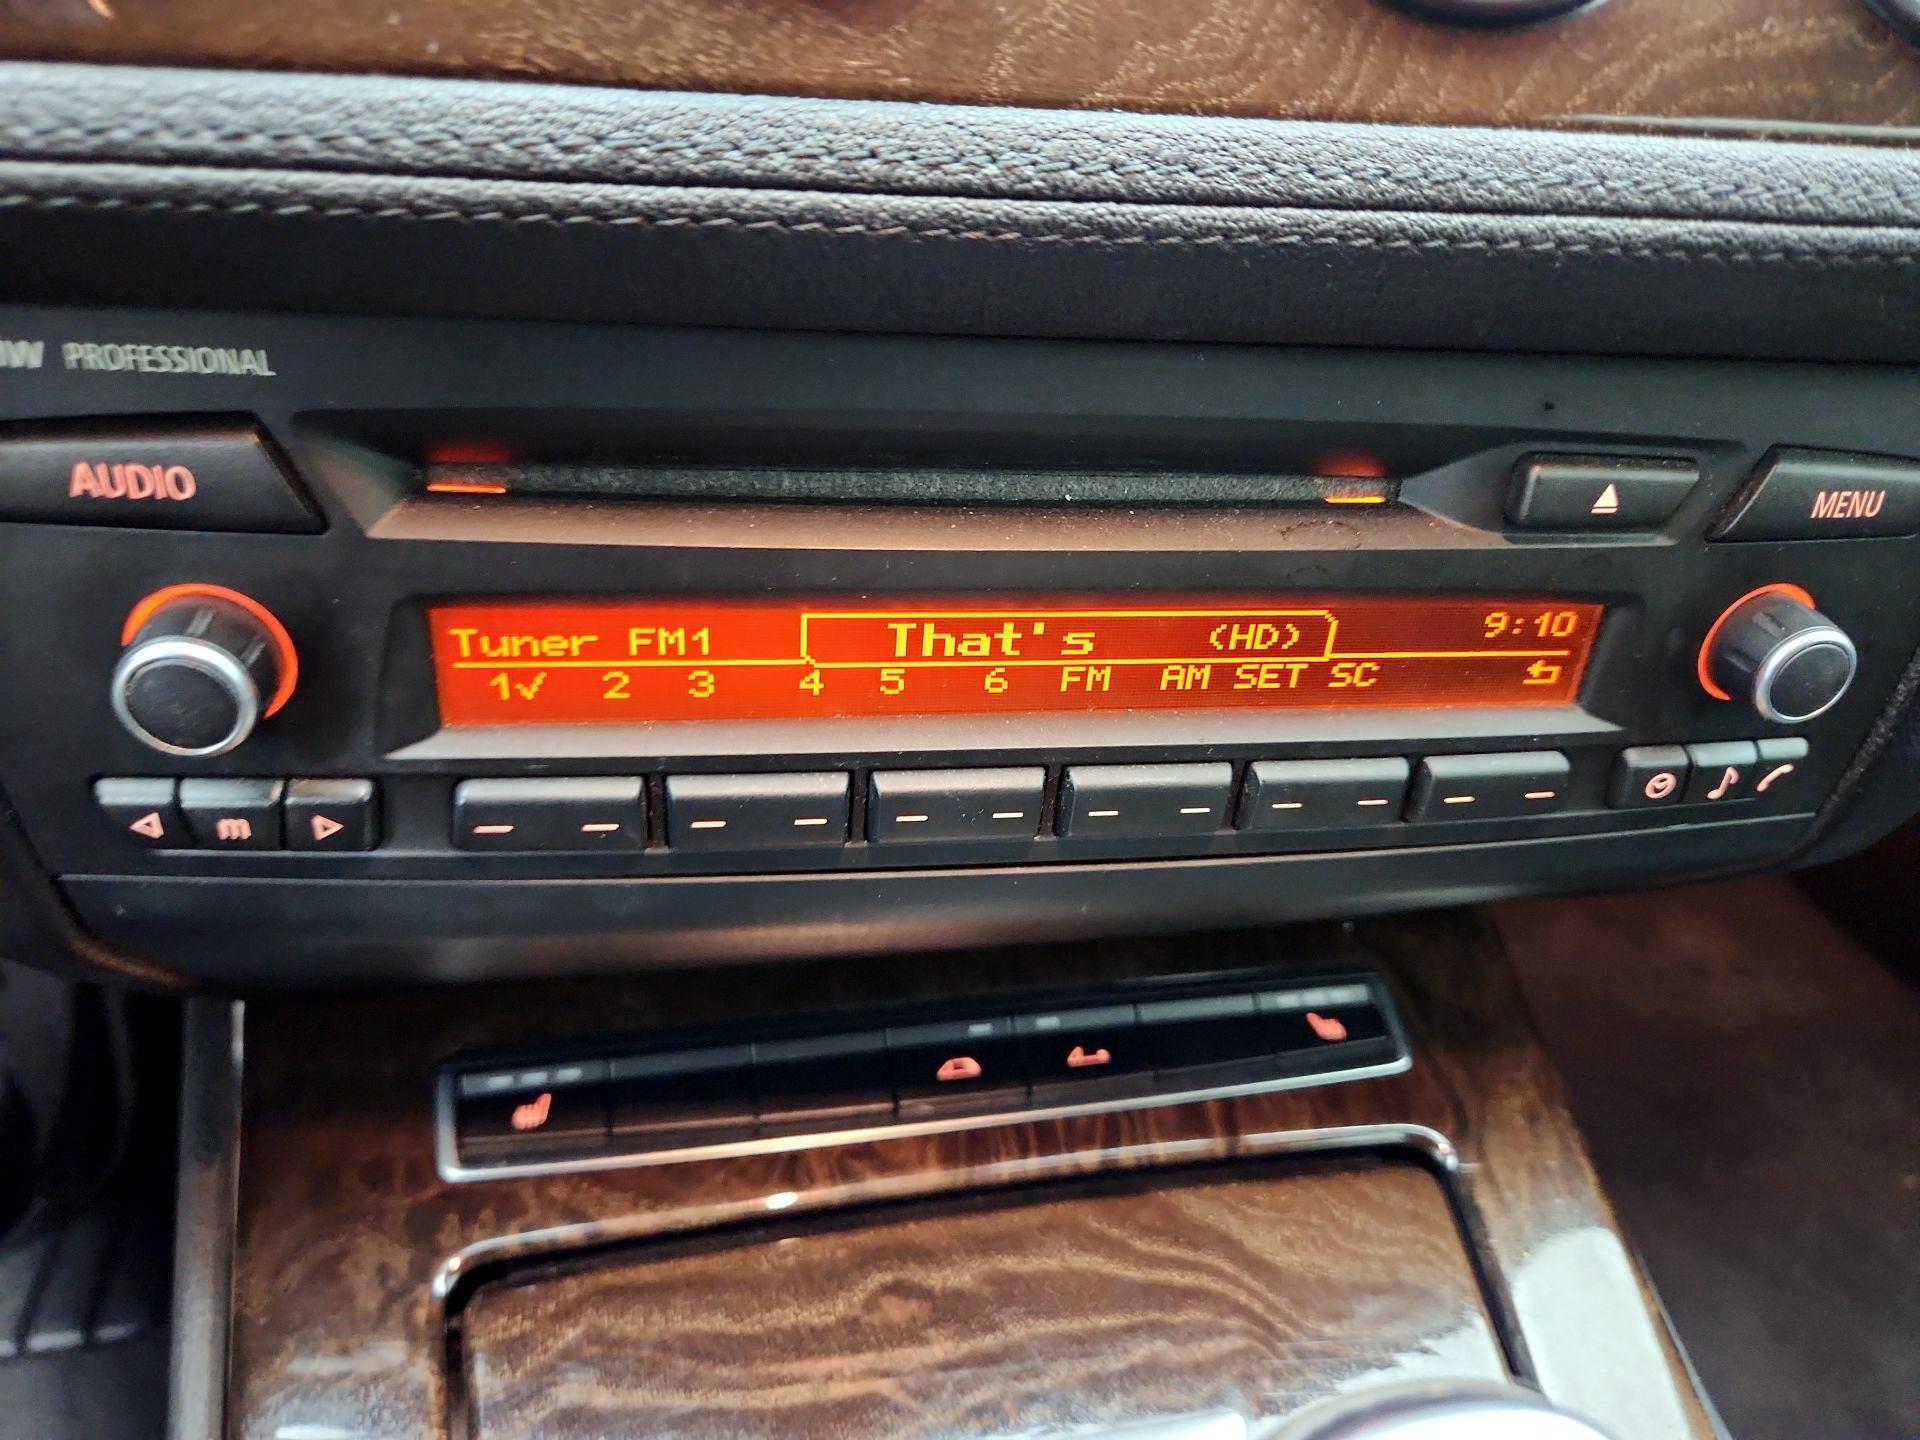 PROFESSIONAL
AUDIO
MENU
Tuner FM1 That's (HD) 9:10
1✓ 2 3 4 5 6 FM AM SET SC
m